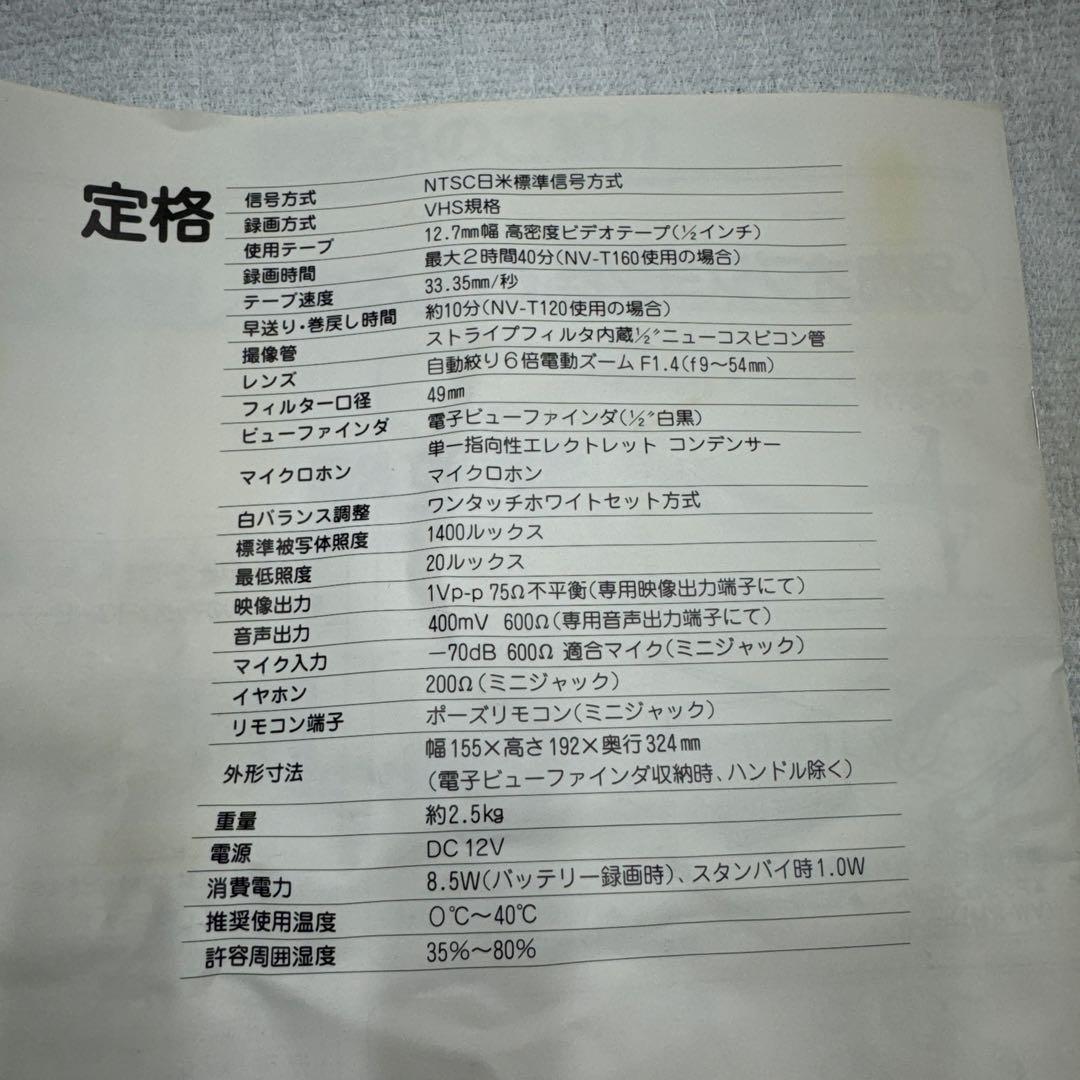 定格
信号方式 NTSC日米標準信号方式
録画方式 VHS規格
使用テープ 12.7mm幅 高密度ビデオテープ(½インチ)
録画時間 最大2時間40分(NV-T160使用の場合)
テープ速度 33.35mm/秒
早送り・巻戻し時間 約10分(NV-T120使用の場合)
撮像管 ストライプフィルタ内蔵½″ニューコスビコン管
レンズ 自動絞り6倍電動ズーム F1.4(f9〜54mm)
フィルター口径 49mm
ビューファインダ 電子ビューファインダ(½″白黒)
マイクロホン 単一指向性エレクトレット コンデンサー
マイクロホン
白バランス調整 ワンタッチホワイトセット方式
標準被写体照度 1400ルックス
最低照度 20ルックス
映像出力 1Vp-p 75Ω不平衡(専用映像出力端子にて)
音声出力 400mV 600Ω(専用音声出力端子にて)
マイク入力 −70dB 600Ω 適合マイク(ミニジャック)
イヤホン 200Ω(ミニジャック)
リモコン端子 ポーズリモコン(ミニジャック)
外形寸法 幅155×高さ192×奥行324mm
(電子ビューファインダ収納時、ハンドル除く)
重量 約2.5kg
電源 DC 12V
消費電力 8.5W(バッテリー録画時)、スタンバイ時1.0W
推奨使用温度 0℃〜40℃
許容周囲湿度 35%〜80%